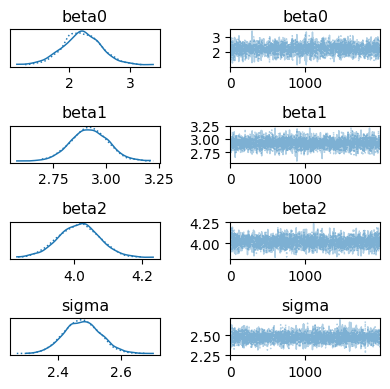 beta0 beta0
3
2
2 3 0 1000
beta1 beta1
3.25
3.00
2.75
2.75 3.00 3.25 0 1000
beta2 beta2
4.25
4.00
4.0 4.2 0 1000
sigma sigma
2.50
2.25
2.4 2.6 0 1000